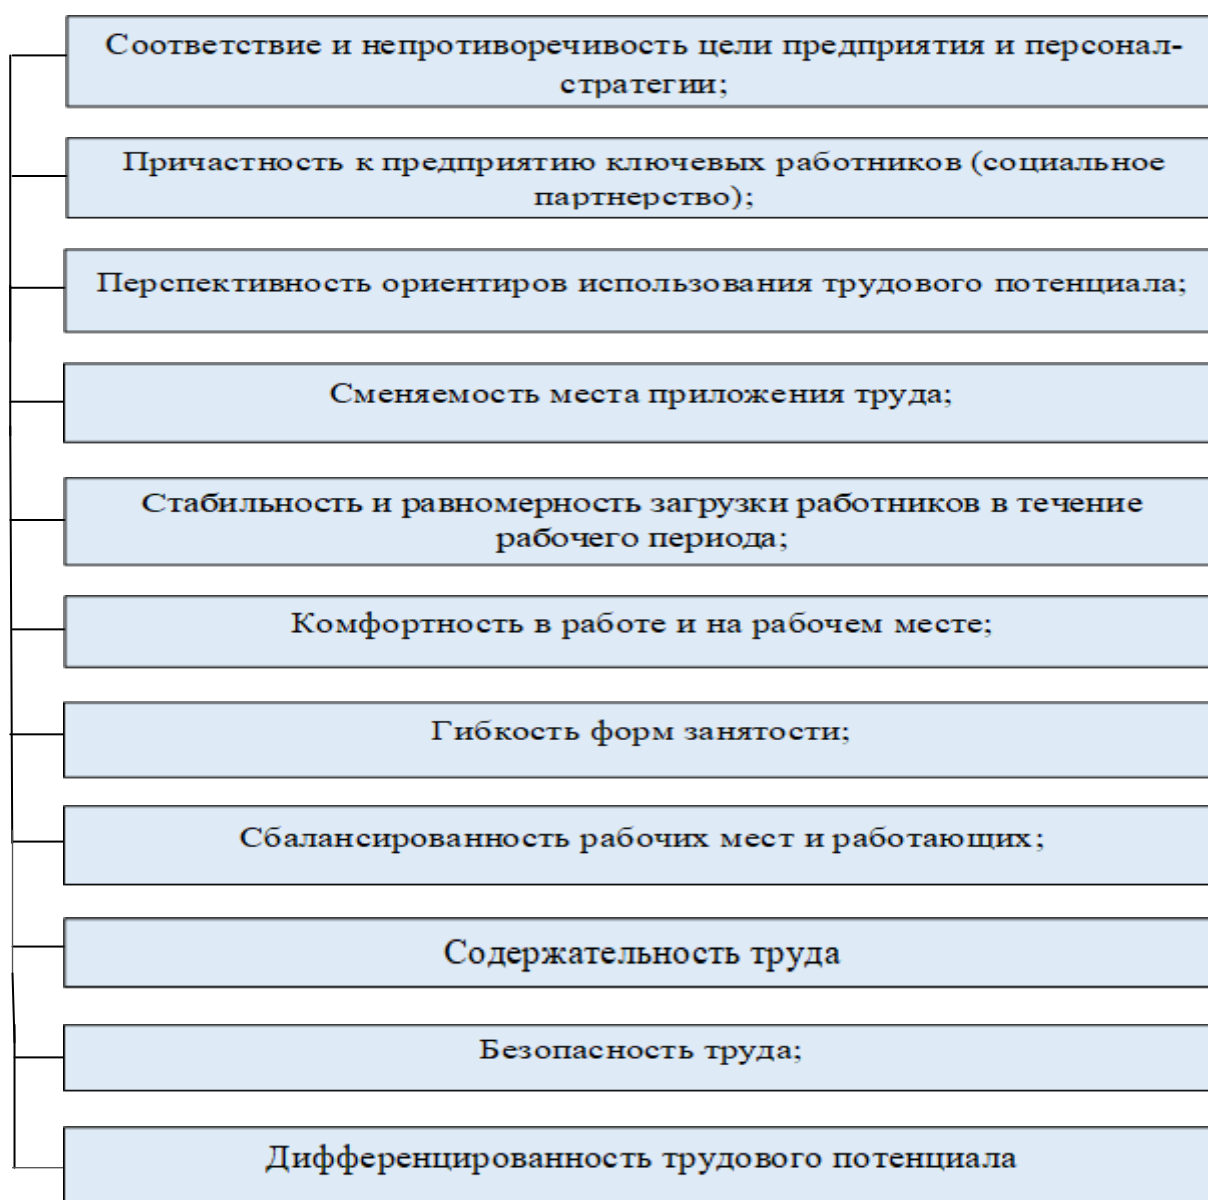 Соответствие и непротиворечивость цели предприятия и персонал-
стратегии;
Причастность к предприятию ключевых работников (социальное
партнерство);
Перспективность ориентиров использования трудового потенциала;
Сменяемость места приложения труда;
Стабильность и равномерность загрузки работников в течение
рабочего периода;
Комфортность в работе и на рабочем месте;
Гибкость форм занятости;
Сбалансированность рабочих мест и работающих;
Содержательность труда
Безопасность труда;
Дифференцированность трудового потенциала